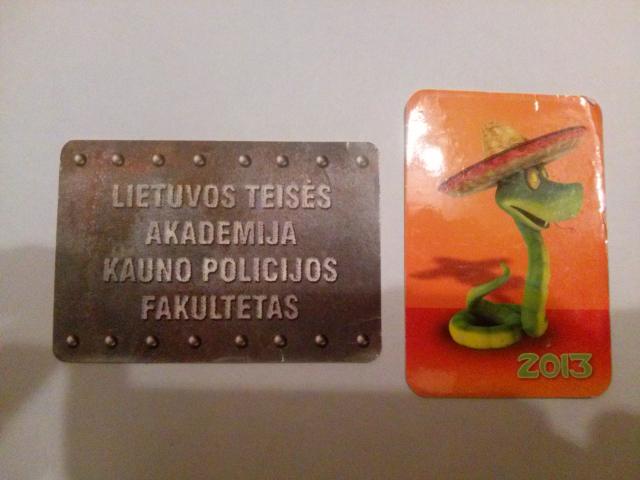 LIETUVOS TEISĖS
AKADEMIJA
KAUNO POLICIJOS
FAKULTETAS
2013